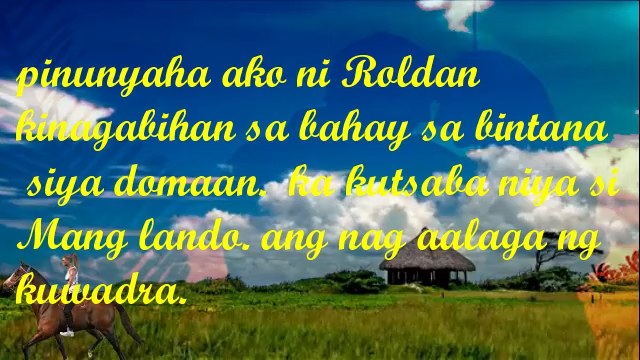 pinunyaha ako ni Roldan
kinagabihan sa bahay sa bintana
siya domaan. ka kutsaba niya si
Mang lando. ang nag aalaga ng
kuwadra.